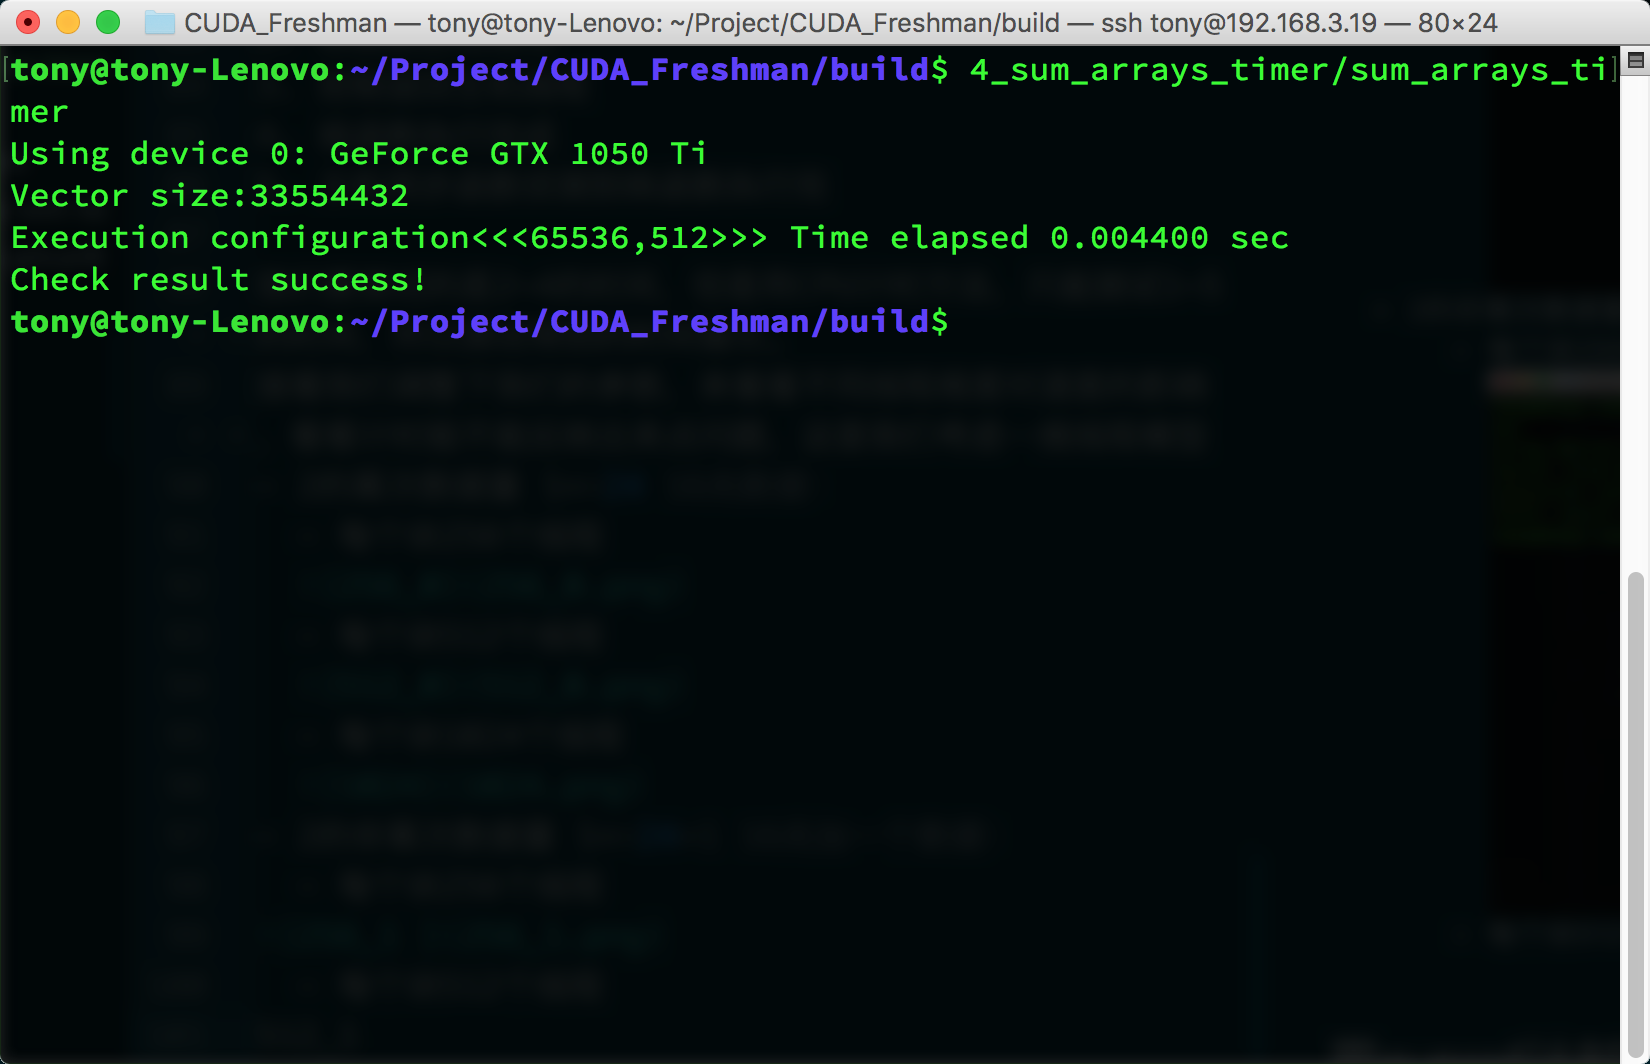 CUDA_Freshman — tony@tony-Lenovo: ~/Project/CUDA_Freshman/build — ssh tony@192.168.3.19 — 80×24
tony@tony-Lenovo:~/Project/CUDA_Freshman/build$ 4_sum_arrays_timer/sum_arrays_ti
mer
Using device 0: GeForce GTX 1050 Ti
Vector size:33554432
Execution configuration<<<65536,512>>> Time elapsed 0.004400 sec
Check result success!
tony@tony-Lenovo:~/Project/CUDA_Freshman/build$